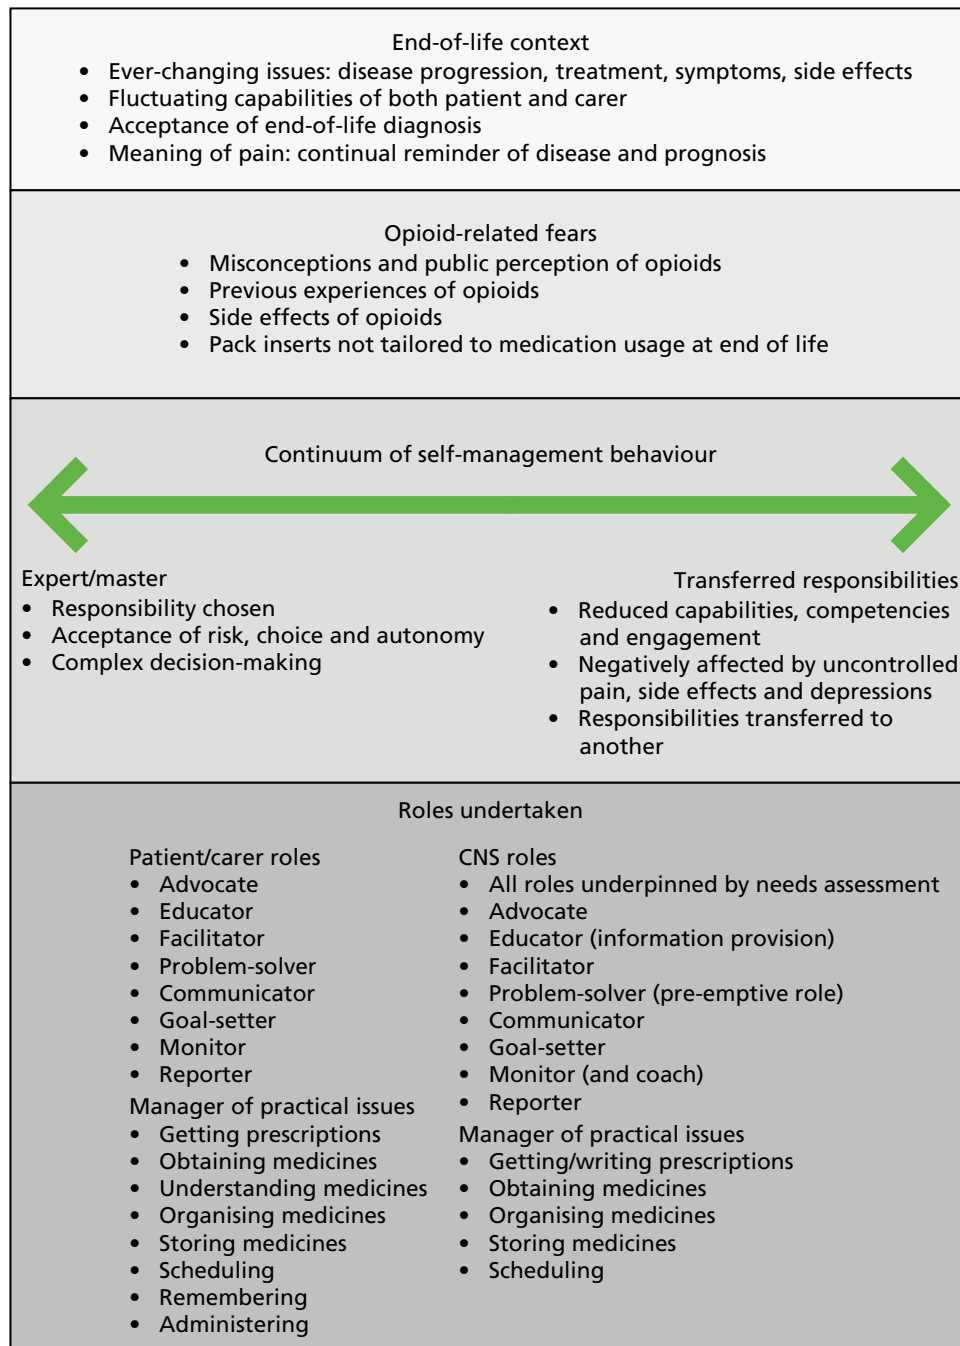 End-of-life context
• Ever-changing issues: disease progression, treatment, symptoms, side effects
• Fluctuating capabilities of both patient and carer
• Acceptance of end-of-life diagnosis
• Meaning of pain: continual reminder of disease and prognosis
Opioid-related fears
• Misconceptions and public perception of opioids
• Previous experiences of opioids
• Side effects of opioids
• Pack inserts not tailored to medication usage at end of life
Continuum of self-management behaviour
Expert/master
• Responsibility chosen
• Acceptance of risk, choice and autonomy
• Complex decision-making
Transferred responsibilities
• Reduced capabilities, competencies
and engagement
• Negatively affected by uncontrolled
pain, side effects and depressions
• Responsibilities transferred to
another
Roles undertaken
Patient/carer roles
• Advocate
• Educator
• Facilitator
• Problem-solver
• Communicator
• Goal-setter
• Monitor
• Reporter
Manager of practical issues
• Getting prescriptions
• Obtaining medicines
• Understanding medicines
• Organising medicines
• Storing medicines
• Scheduling
• Remembering
• Administering
CNS roles
• All roles underpinned by needs assessment
• Advocate
• Educator (information provision)
• Facilitator
• Problem-solver (pre-emptive role)
• Communicator
• Goal-setter
• Monitor (and coach)
• Reporter
Manager of practical issues
• Getting/writing prescriptions
• Obtaining medicines
• Organising medicines
• Storing medicines
• Scheduling